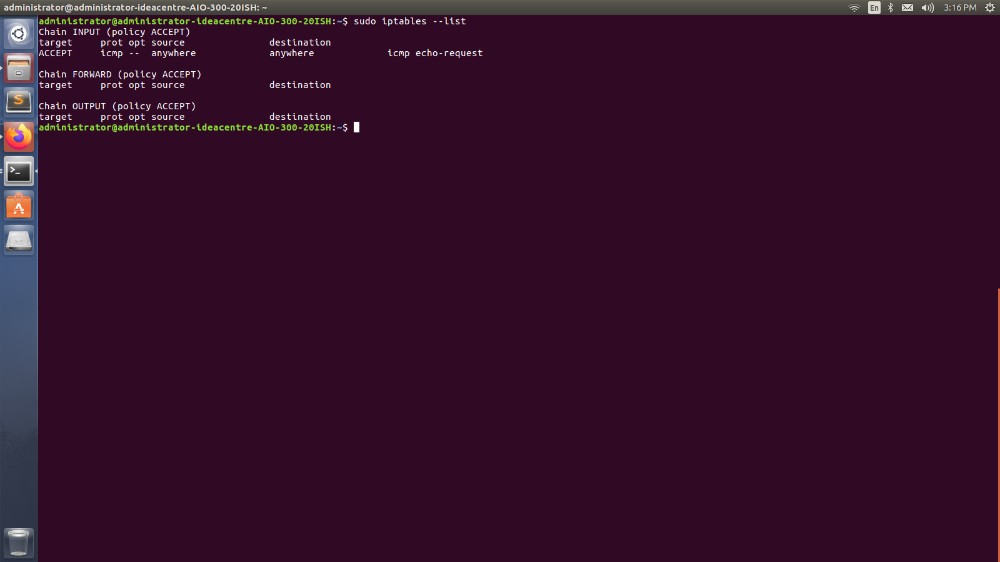 administrator@administrator-ideacentre-AIO-300-20ISH: ~
En
3:16 PM
administrator@administrator-ideacentre-AIO-300-20ISH:~$ sudo iptables --list
Chain INPUT (policy ACCEPT)
target     prot opt source               destination
ACCEPT     icmp --  anywhere             anywhere             icmp echo-request
Chain FORWARD (policy ACCEPT)
target     prot opt source               destination
Chain OUTPUT (policy ACCEPT)
target     prot opt source               destination
administrator@administrator-ideacentre-AIO-300-20ISH:~$